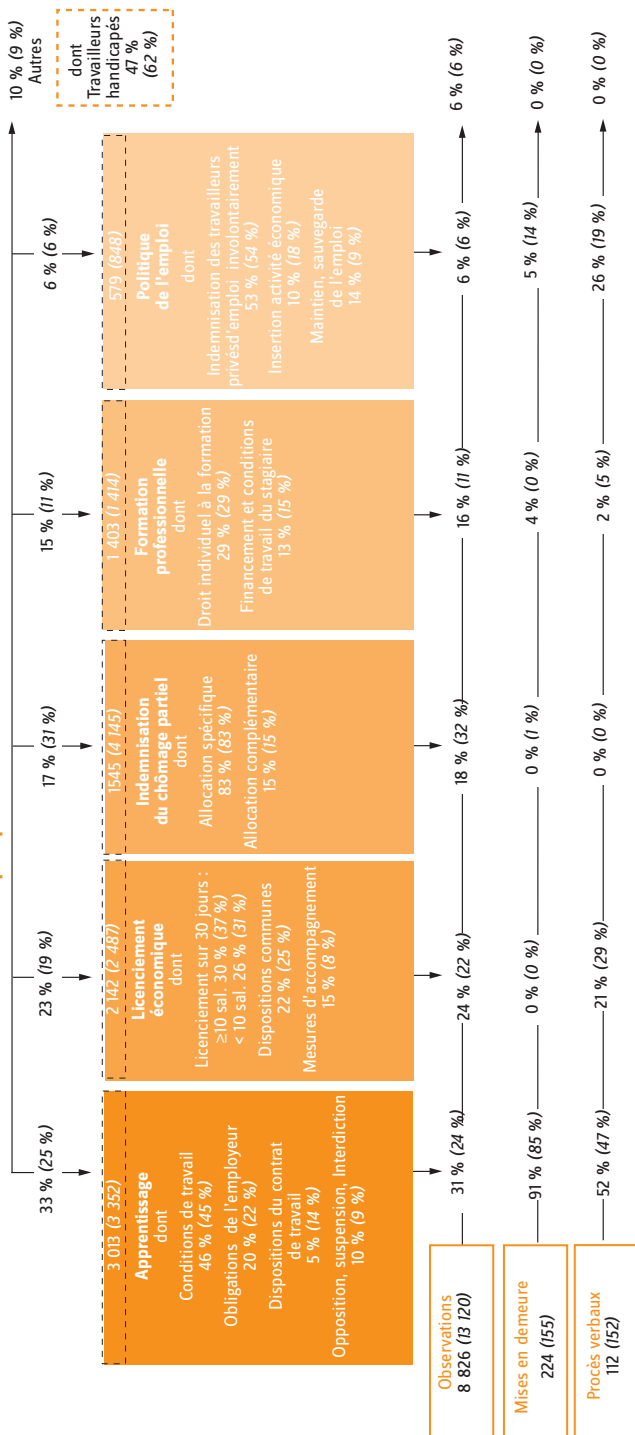 33 % (25 %)
23 % (19 %)
17 % (31 %)
15 % (11 %)
6 % (6 %)
10 % (9 %)
Autres
dont
Travailleurs
handicapés
47 %
(62 %)
3 013 (3 352)
Apprentissage
dont
Conditions de travail
46 % (45 %)
Obligations de l'employeur
20 % (22 %)
Dispositions du contrat
de travail
5 % (14 %)
Opposition, suspension, Interdiction
10 % (9 %)
2 142 (2 487)
Licenciement
économique
dont
Licenciement sur 30 jours :
≥10 sal. 30 % (37 %)
< 10 sal. 26 % (31 %)
Dispositions communes
22 % (25 %)
Mesures d'accompagnement
15 % (8 %)
1545 (4 145)
Indemnisation
du chômage partiel
dont
Allocation spécifique
83 % (83 %)
Allocation complémentaire
15 % (15 %)
1 403 (1 414)
Formation
professionnelle
dont
Droit individuel à la formation
29 % (29 %)
Financement et conditions
de travail du stagiaire
13 % (15 %)
579 (848)
Politique
de l'emploi
dont
Indemnisation des travailleurs
privésd'emploi involontairement
53 % (54 %)
Insertion activité économique
10 % (18 %)
Maintien, sauvegarde
de l'emploi
14 % (9 %)
Observations
8 826 (13 120)
31 % (24 %)
24 % (22 %)
18 % (32 %)
16 % (11 %)
6 % (6 %)
6 % (6 %)
Mises en demeure
224 (155)
91 % (85 %)
0 % (0 %)
0 % (1 %)
4 % (0 %)
5 % (14 %)
0 % (0 %)
Procès verbaux
112 (152)
52 % (47 %)
21 % (29 %)
0 % (0 %)
2 % (5 %)
26 % (19 %)
0 % (0 %)